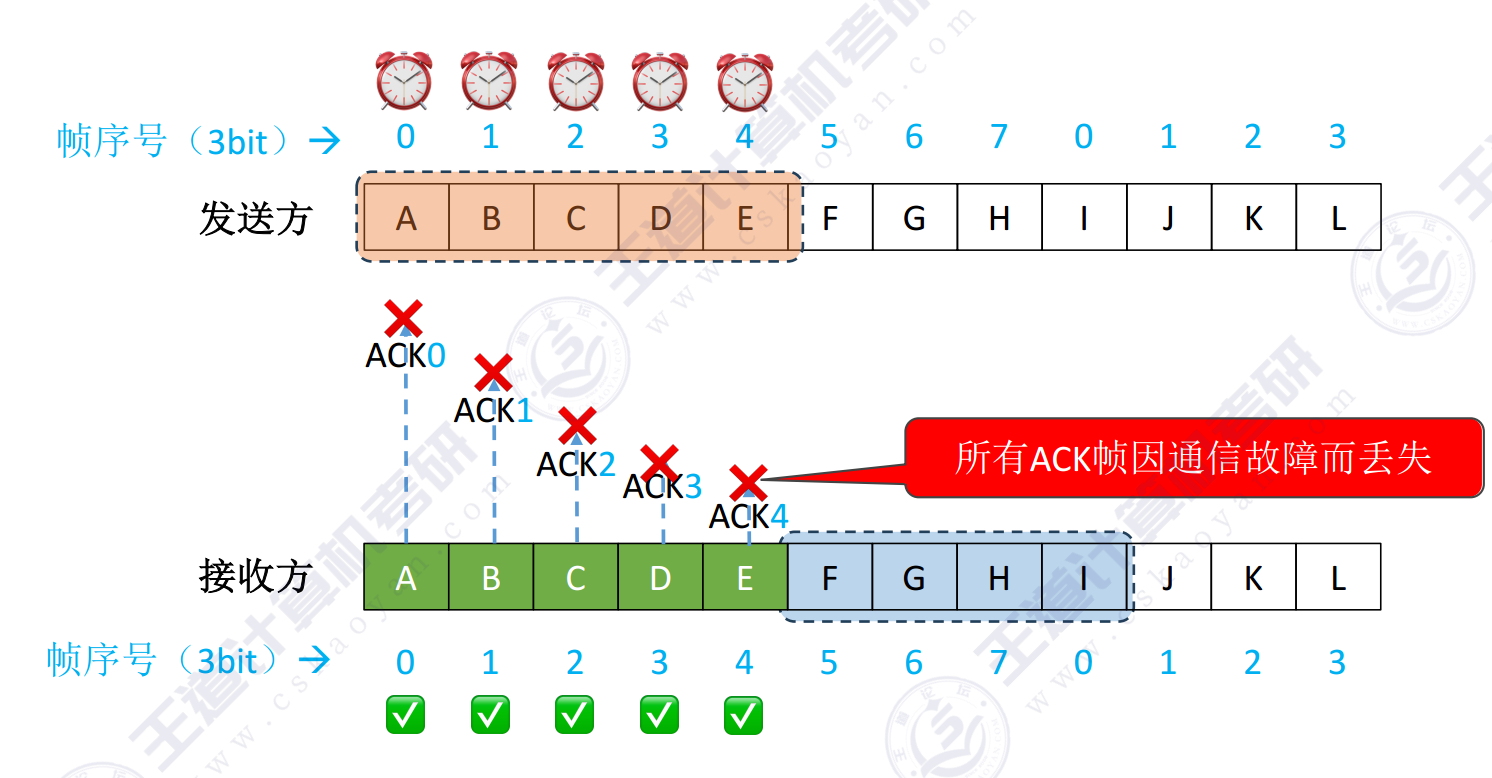 帧序号（3bit）→ 0 1 2 3 4 5 6 7 0 1 2 3
发送方 A B C D E F G H I J K L
ACK0
ACK1
ACK2
ACK3
ACK4
所有ACK帧因通信故障而丢失
接收方 A B C D E F G H I J K L
帧序号（3bit）→ 0 1 2 3 4 5 6 7 0 1 2 3
王道计算机考研
www.cskaoyan.com